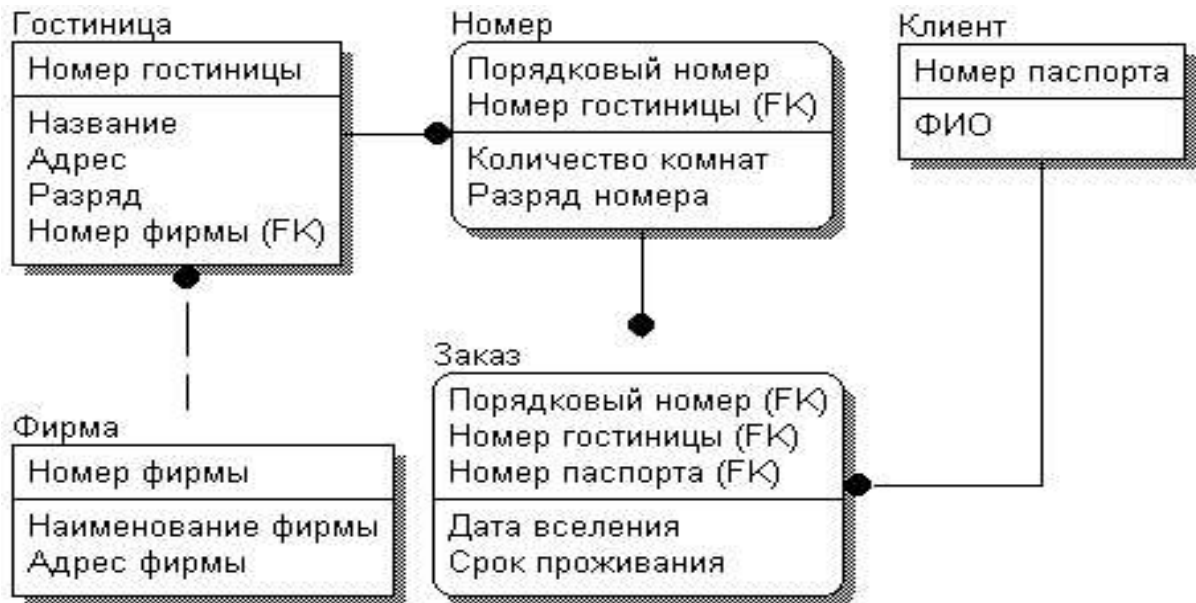 Гостиница
Номер гостиницы
Название
Адрес
Разряд
Номер фирмы (FK)
Номер
Порядковый номер
Номер гостиницы (FK)
Количество комнат
Разряд номера
Клиент
Номер паспорта
ФИО
Фирма
Номер фирмы
Наименование фирмы
Адрес фирмы
Заказ
Порядковый номер (FK)
Номер гостиницы (FK)
Номер паспорта (FK)
Дата вселения
Срок проживания